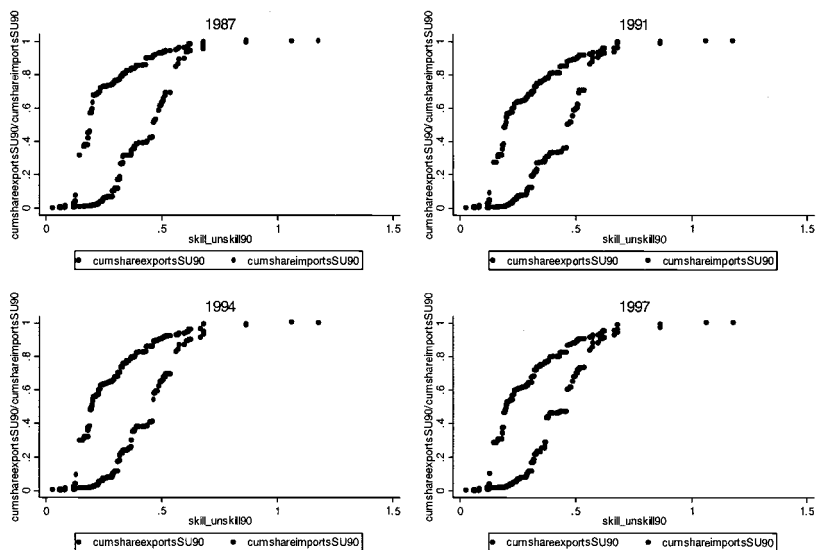 1987
cumshareexportsSU90/cumshareimportsSU90
0 .2 .4 .6 .8 1
0 .5 1 1.5
skill_unskill90
cumshareexportsSU90 cumshareimportsSU90
1991
cumshareexportsSU90/cumshareimportsSU90
0 .2 .4 .6 .8 1
0 .5 1 1.5
skill_unskill90
cumshareexportsSU90 cumshareimportsSU90
1994
cumshareexportsSU90/cumshareimportsSU90
0 .2 .4 .6 .8 1
0 .5 1 1.5
skill_unskill90
cumshareexportsSU90 cumshareimportsSU90
1997
cumshareexportsSU90/cumshareimportsSU90
0 .2 .4 .6 .8 1
0 .5 1 1.5
skill_unskill90
cumshareexportsSU90 cumshareimportsSU90